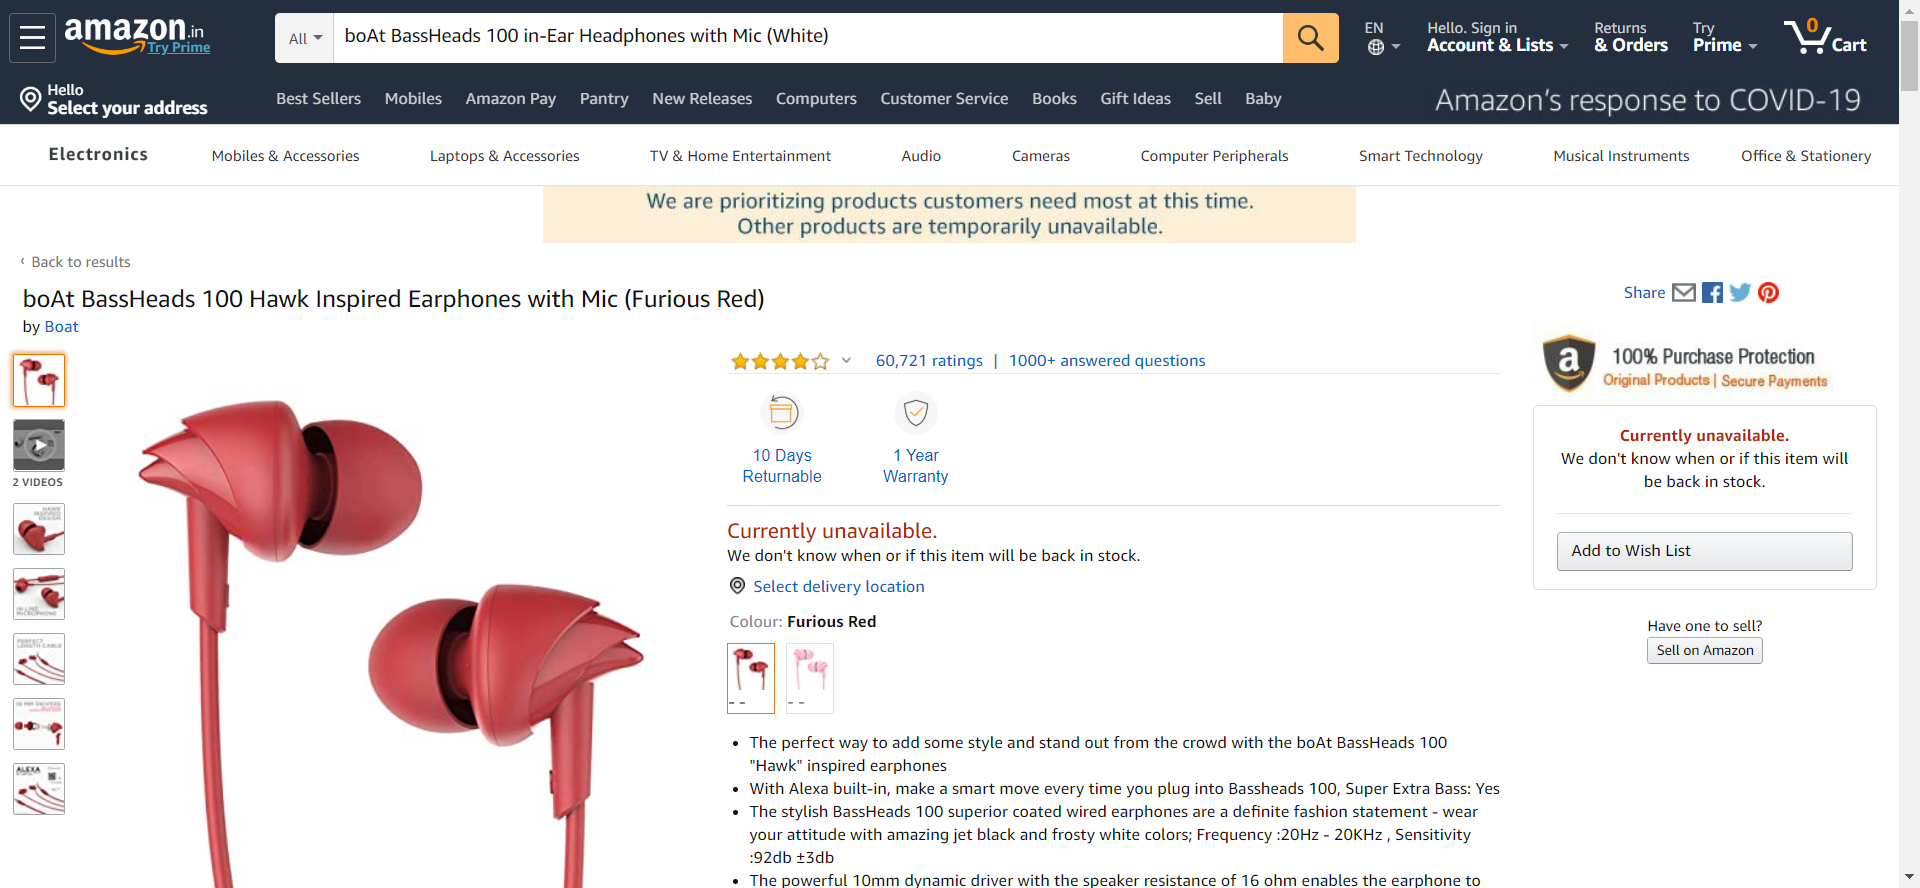 amazon.in
Try Prime
All
boAt BassHeads 100 in-Ear Headphones with Mic (White)
EN
Hello. Sign in
Account & Lists
Returns
& Orders
Try
Prime
0
Cart
Hello
Select your address
Best Sellers
Mobiles
Amazon Pay
Pantry
New Releases
Computers
Customer Service
Books
Gift Ideas
Sell
Baby
Amazon's response to COVID-19
Electronics
Mobiles & Accessories
Laptops & Accessories
TV & Home Entertainment
Audio
Cameras
Computer Peripherals
Smart Technology
Musical Instruments
Office & Stationery
We are prioritizing products customers need most at this time.
Other products are temporarily unavailable.
‹ Back to results
boAt BassHeads 100 Hawk Inspired Earphones with Mic (Furious Red)
by Boat
Share
2 VIDEOS
HAWK
INSPIRED
DESIGN
IN-LINE
MICROPHONE
PERFECT
LENGTH CABLE
10 MM DRIVERS
ALEXA
60,721 ratings | 1000+ answered questions
10 Days
Returnable
1 Year
Warranty
Currently unavailable.
We don't know when or if this item will be back in stock.
Select delivery location
Colour: Furious Red
- -
- -
• The perfect way to add some style and stand out from the crowd with the boAt BassHeads 100
"Hawk" inspired earphones
• With Alexa built-in, make a smart move every time you plug into Bassheads 100, Super Extra Bass: Yes
• The stylish BassHeads 100 superior coated wired earphones are a definite fashion statement - wear
your attitude with amazing jet black and frosty white colors; Frequency :20Hz - 20KHz , Sensitivity
:92db ±3db
• The powerful 10mm dynamic driver with the speaker resistance of 16 ohm enables the earphone to
a
100% Purchase Protection
Original Products | Secure Payments
Currently unavailable.
We don't know when or if this item will
be back in stock.
Add to Wish List
Have one to sell?
Sell on Amazon